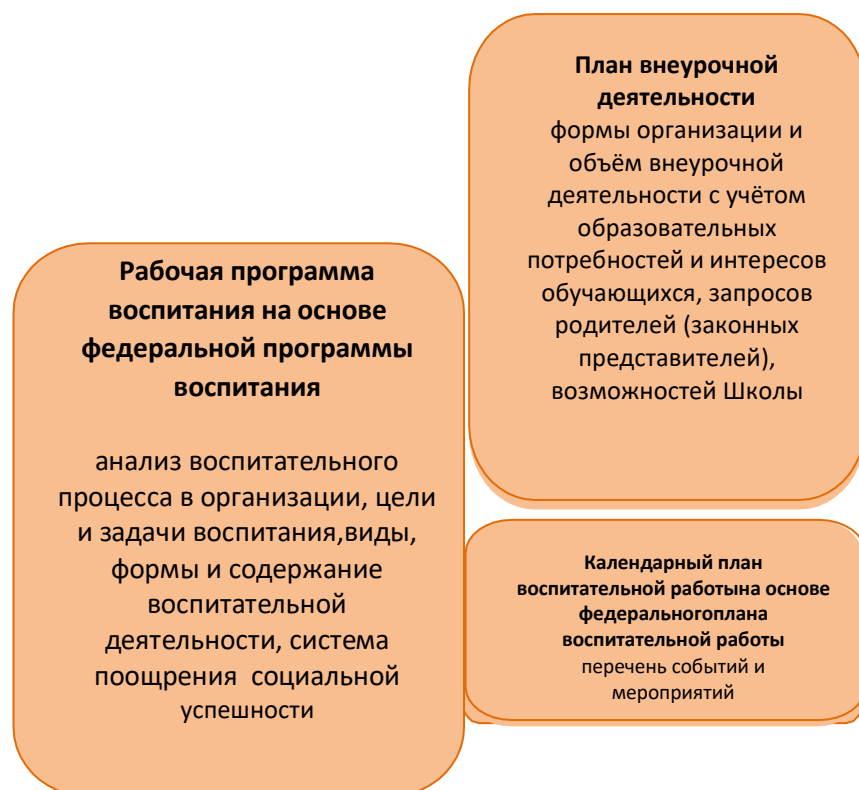 План внеурочной
деятельности
формы организации и
объём внеурочной
деятельности с учётом
образовательных
потребностей и интересов
обучающихся, запросов
родителей (законных
представителей),
возможностей Школы
Рабочая программа
воспитания на основе
федеральной программы
воспитания
анализ воспитательного
процесса в организации, цели
и задачи воспитания,виды,
формы и содержание
воспитательной
деятельности, система
поощрения социальной
успешности
Календарный план
воспитательной работына основе
федеральногоплана
воспитательной работы
перечень событий и
мероприятий